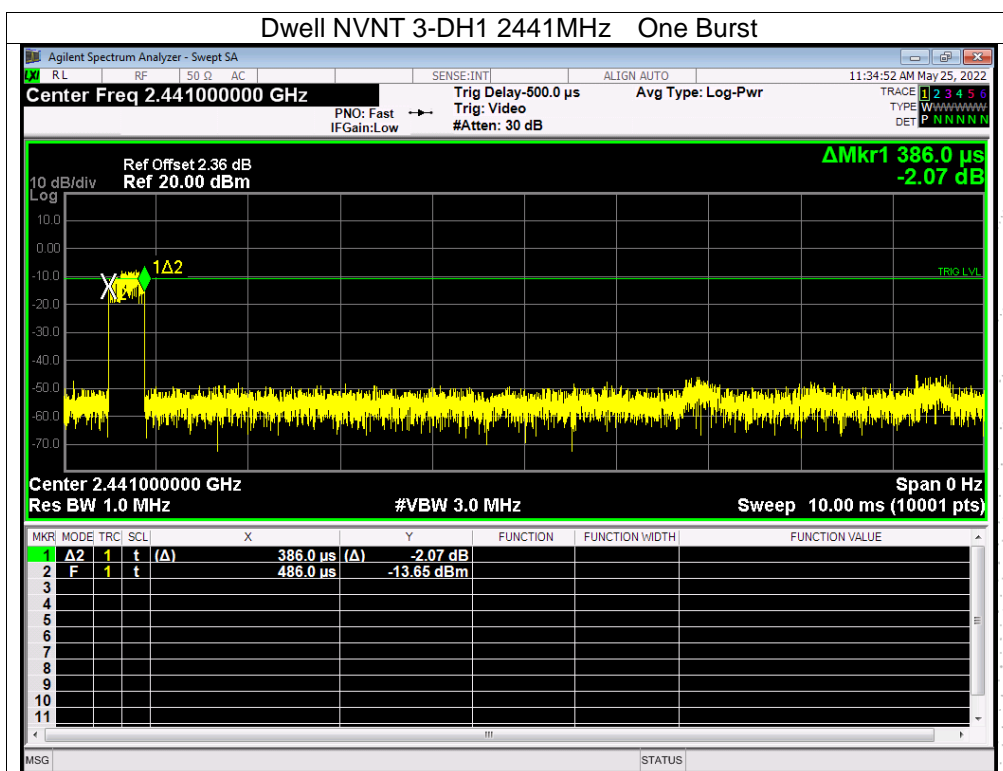 Dwell NVNT 3-DH1 2441MHz One Burst
Agilent Spectrum Analyzer - Swept SA
LXI RL RF 50 Ω AC SENSE:INT ALIGN AUTO 11:34:52 AM May 25, 2022
Center Freq 2.441000000 GHz Trig Delay-500.0 µs Avg Type: Log-Pwr TRACE 1 2 3 4 5 6
PNO: Fast Trig: Video TYPE WWWWWW
IFGain:Low #Atten: 30 dB DET P N N N N N
ΔMkr1 386.0 µs
-2.07 dB
Ref Offset 2.36 dB
10 dB/div Ref 20.00 dBm
Log
10.0
0.00
1Δ2
-10.0
TRIG LVL
X2
-20.0
-30.0
-40.0
-50.0
-60.0
-70.0
Center 2.441000000 GHz Span 0 Hz
Res BW 1.0 MHz #VBW 3.0 MHz Sweep 10.00 ms (10001 pts)
MKR MODE TRC SCL X Y FUNCTION FUNCTION WIDTH FUNCTION VALUE
1 Δ2 1 t (Δ) 386.0 µs (Δ) -2.07 dB
2 F 1 t 486.0 µs -13.65 dBm
3
4
5
6
7
8
9
10
11
MSG STATUS